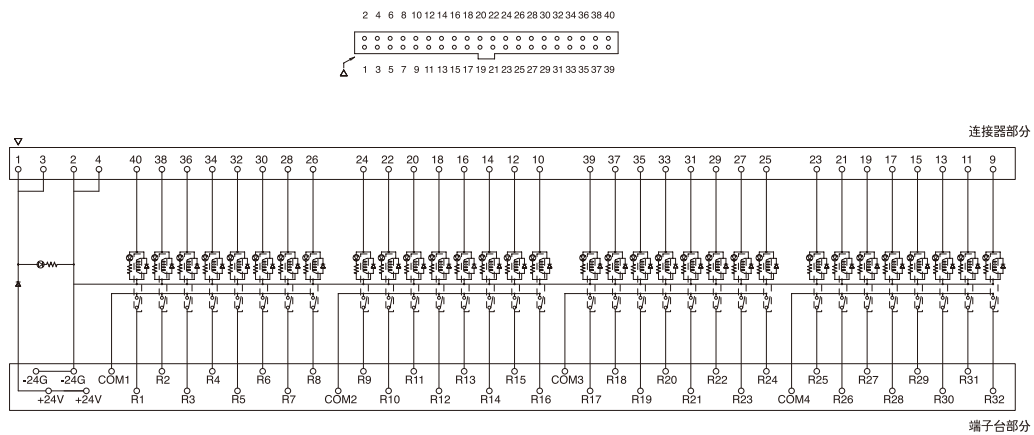 2 4 6 8 10 12 14 16 18 20 22 24 26 28 30 32 34 36 38 40
1 3 5 7 9 11 13 15 17 19 21 23 25 27 29 31 33 35 37 39
连接器部分
1 3 2 4 40 38 36 34 32 30 28 26 24 22 20 18 16 14 12 10 39 37 35 33 31 29 27 25 23 21 19 17 15 13 11 9
-24G -24G COM1 R2 R4 R6 R8 R9 R11 R13 R15 COM3 R18 R20 R22 R24 R25 R27 R29 R31
+24V +24V R1 R3 R5 R7 COM2 R10 R12 R14 R16 R17 R19 R21 R23 COM4 R26 R28 R30 R32
端子台部分